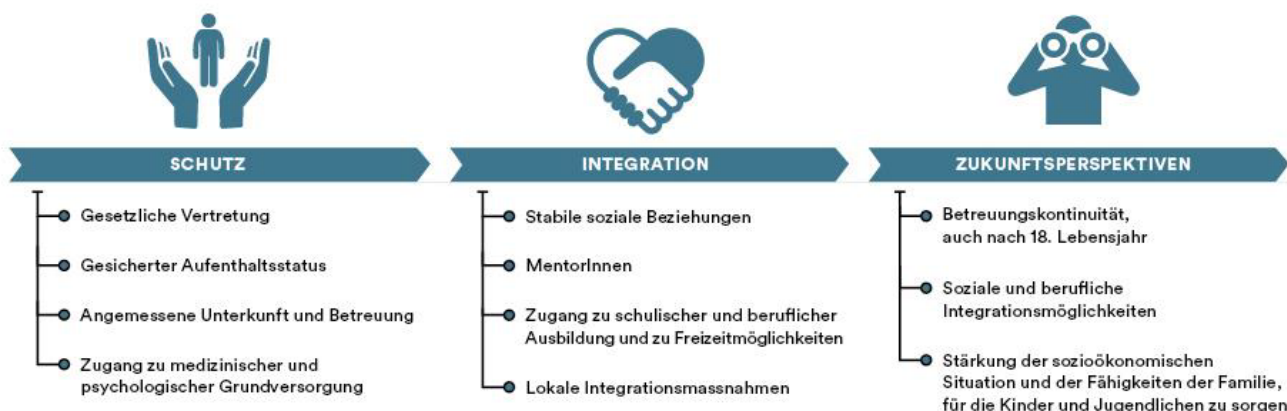 SCHUTZ
Gesetzliche Vertretung
Gesicherter Aufenthaltsstatus
Angemessene Unterkunft und Betreuung
Zugang zu medizinischer und
psychologischer Grundversorgung
INTEGRATION
Stabile soziale Beziehungen
MentorInnen
Zugang zu schulischer und beruflicher
Ausbildung und zu Freizeitmöglichkeiten
Lokale Integrationsmassnahmen
ZUKUNFTSPERSPEKTIVEN
Betreuungskontinuität,
auch nach 18. Lebensjahr
Soziale und berufliche
Integrationsmöglichkeiten
Stärkung der sozioökonomischen
Situation und der Fähigkeiten der Familie,
für die Kinder und Jugendlichen zu sorgen